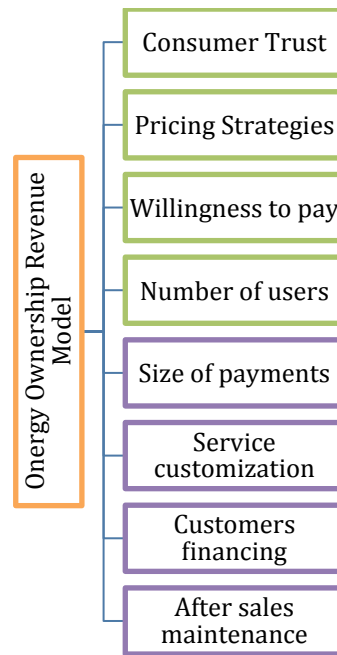 Onergy Ownership Revenue
Model
Consumer Trust
Pricing Strategies
Willingness to pay
Number of users
Size of payments
Service
customization
Customers
financing
After sales
maintenance